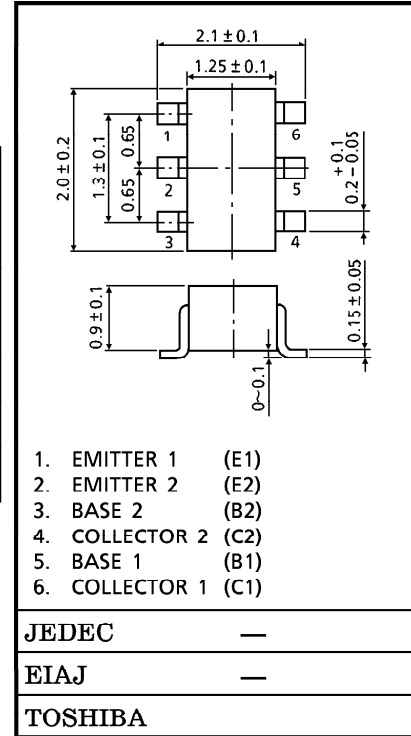 2.1±0.1
1.25±0.1
2.0±0.2
1.3±0.1
0.65
0.65
1
2
3
6
5
4
+0.1
0.2-0.05
0.9±0.1
0.15±0.05
0~0.1
1. EMITTER 1 (E1)
2. EMITTER 2 (E2)
3. BASE 2 (B2)
4. COLLECTOR 2 (C2)
5. BASE 1 (B1)
6. COLLECTOR 1 (C1)
JEDEC —
EIAJ —
TOSHIBA